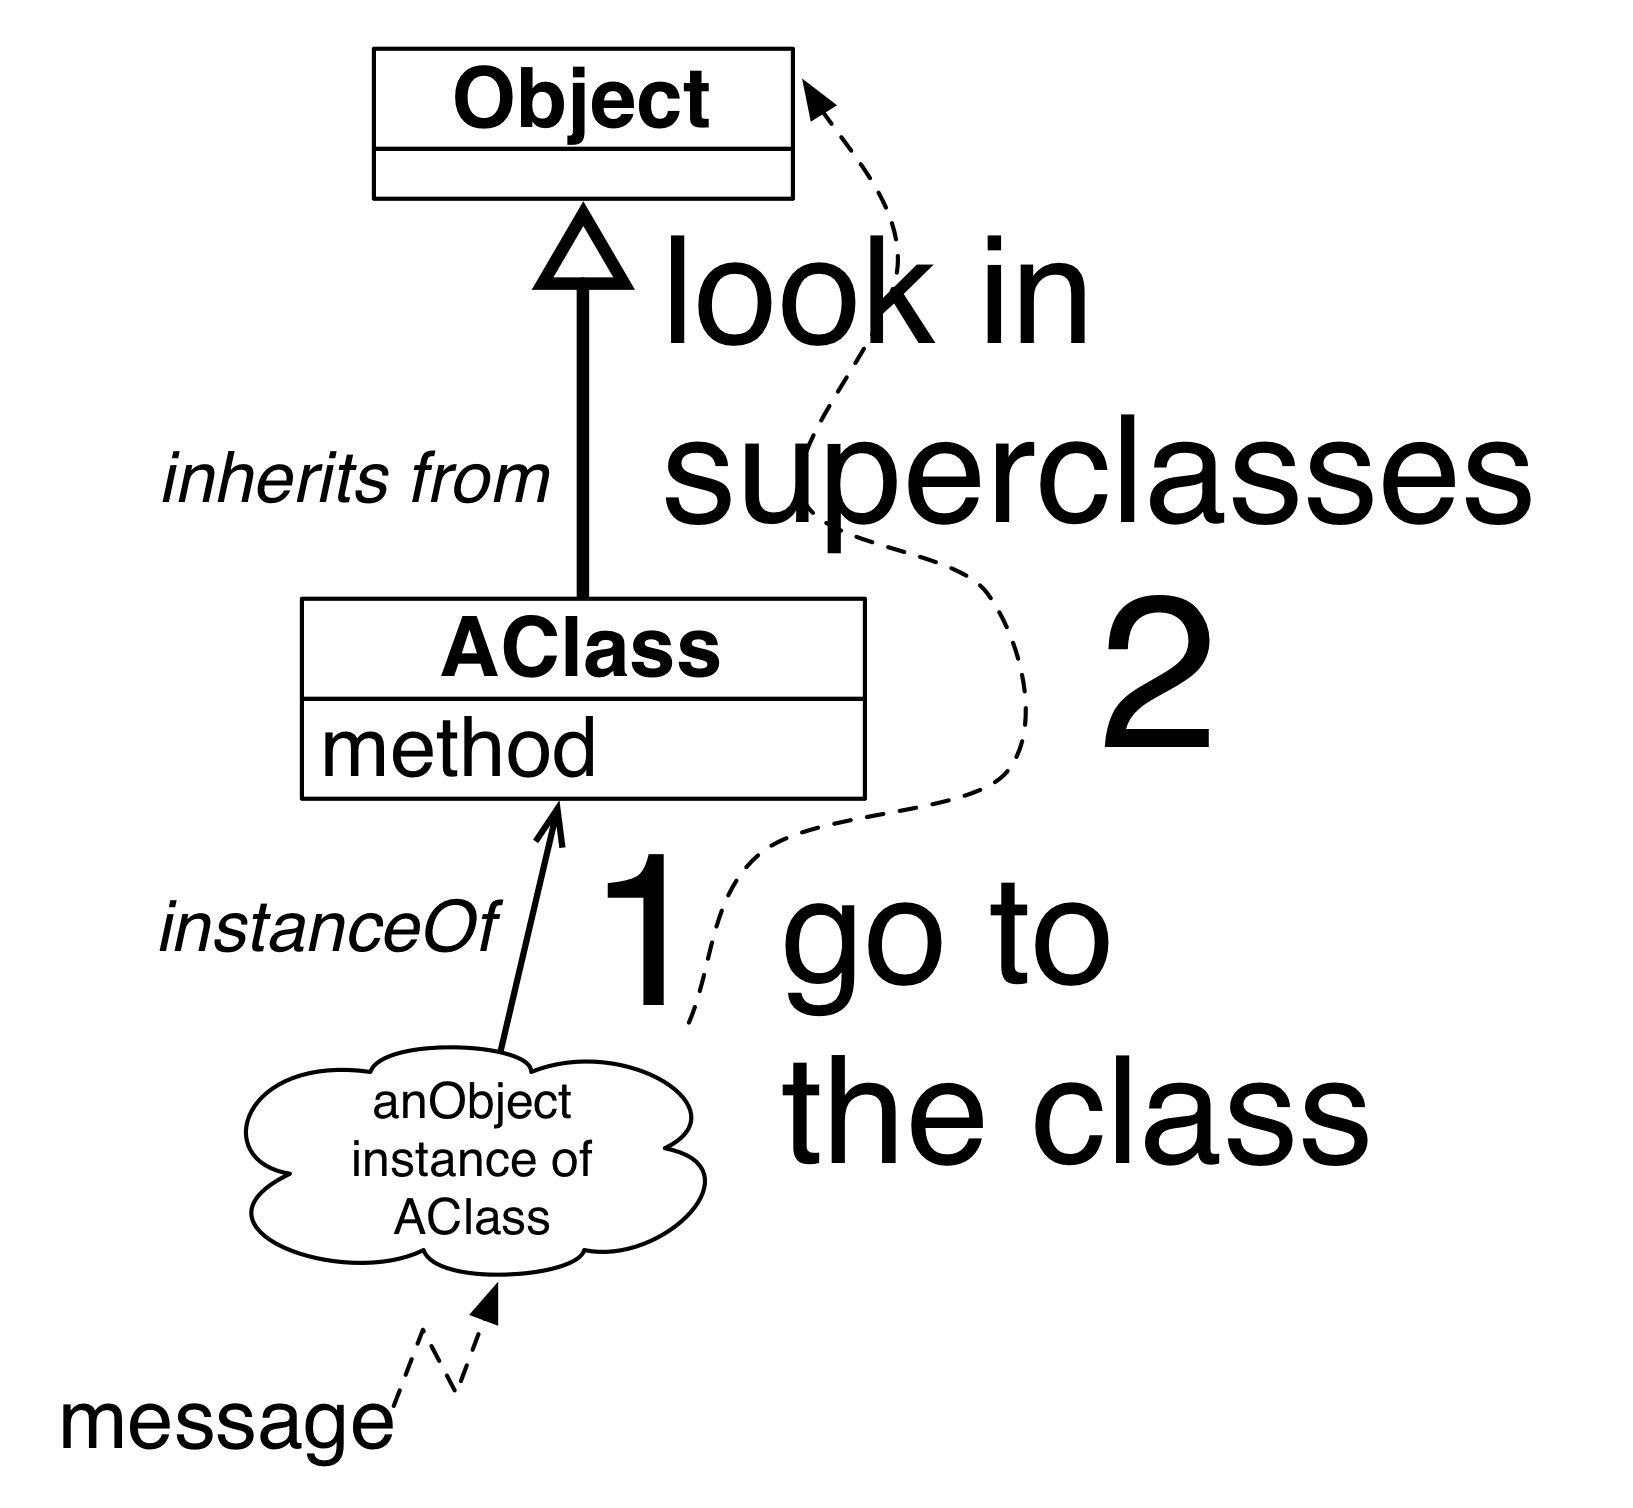 Object
look in
superclasses
inherits from
2
AClass
method
1
go to
the class
instanceOf
anObject
instance of
AClass
message